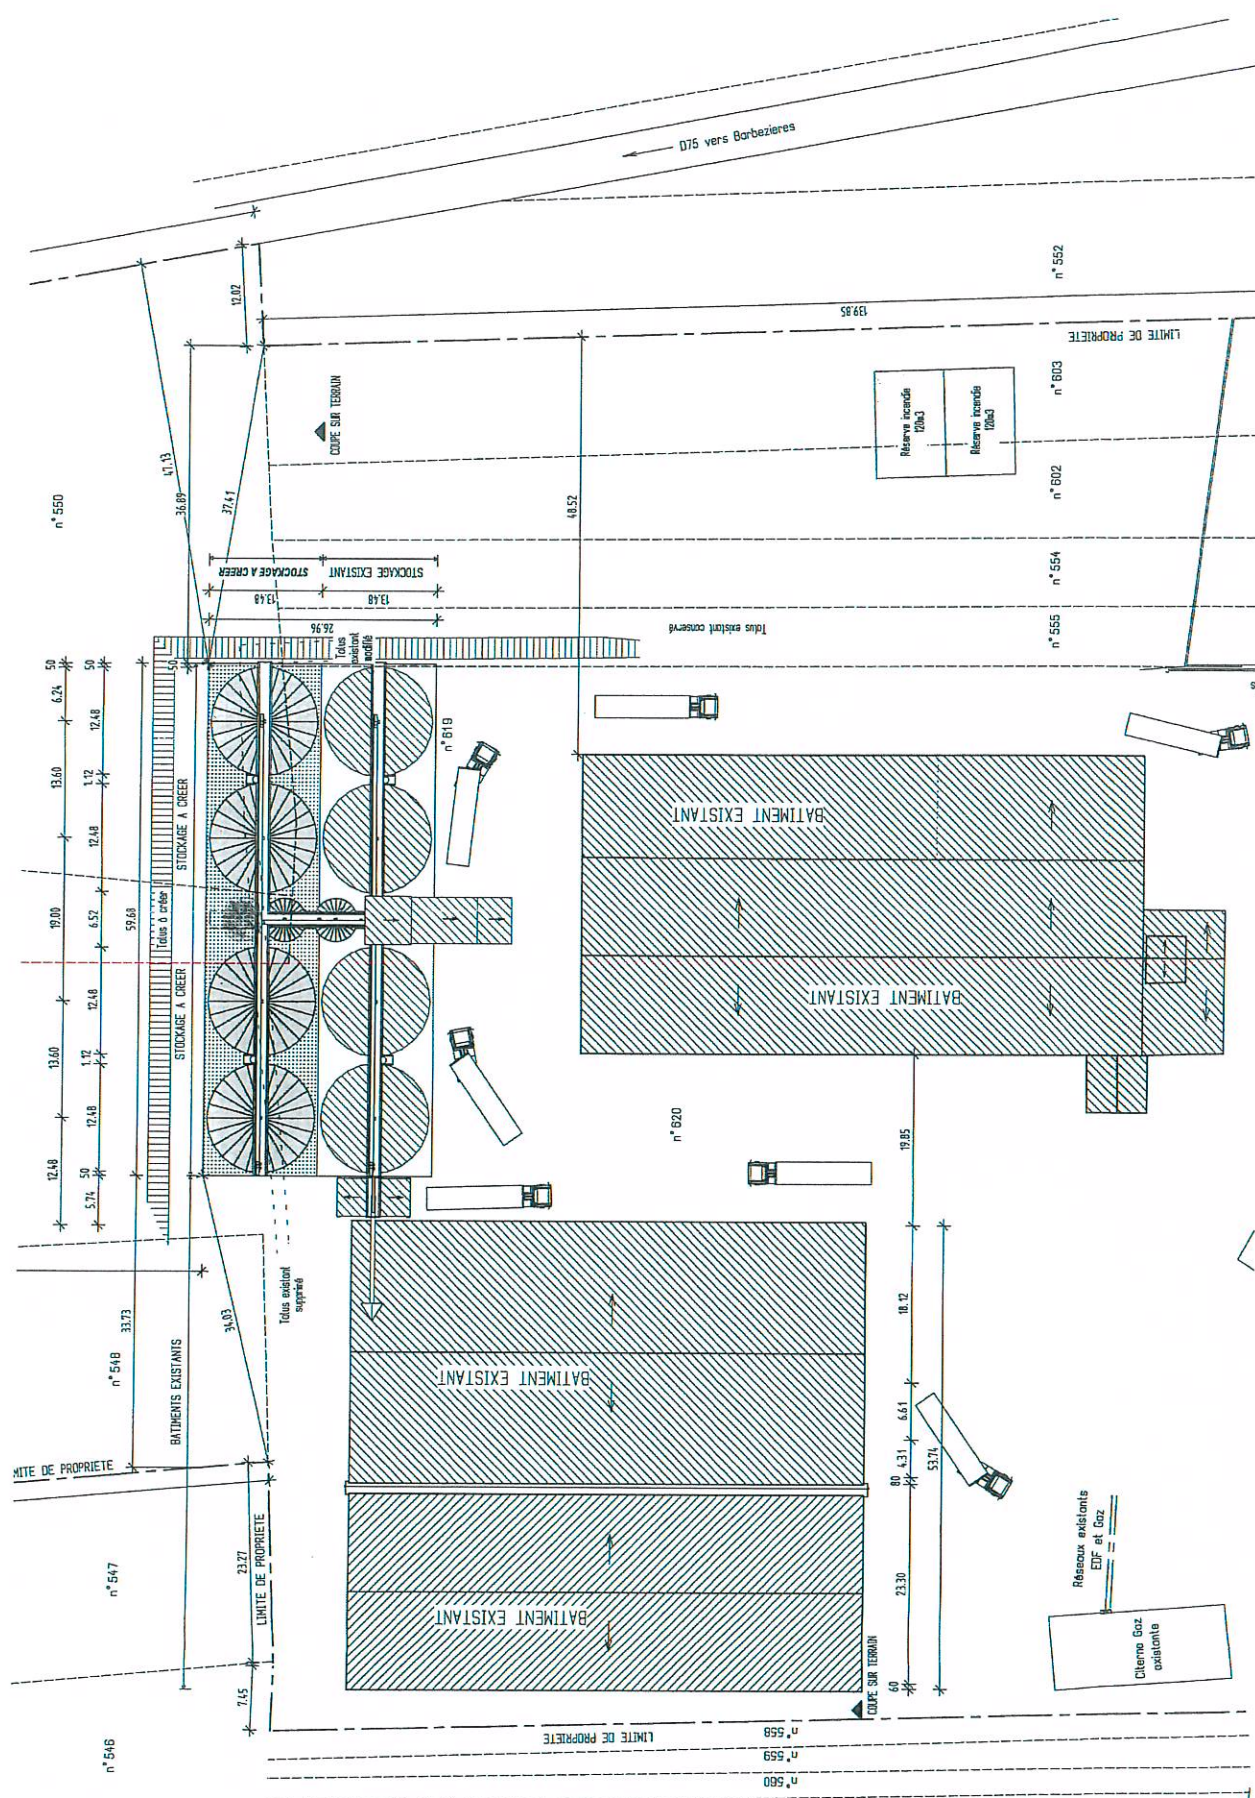 D75 vers Barbezieres
12.02
n°552
139.85
LIMITE DE PROPRIETE
n°603
COUPE SUR TERRAIN
Réserve incendie
120m3
Réserve incendie
120m3
47.13
36.89
37.41
n°550
48.52
n°602
STOCKAGE A CREER
STOCKAGE EXISTANT
13.48
13.48
26.96
n°554
n°555
Talus existant conservé
Talus
existant
modifié
50
50
50
6.24
12.48
13.60
1.12
12.48
19.00
6.52
59.68
12.48
13.60
1.12
12.48
12.48
50
5.74
STOCKAGE A CREER
Talus à créer
STOCKAGE A CREER
n°619
BATIMENT EXISTANT
BATIMENT EXISTANT
n°620
19.85
33.73
34.03
Talus existant
supprimé
n°548
BATIMENTS EXISTANTS
BATIMENT EXISTANT
18.12
6.61
4.31
80
53.74
MITE DE PROPRIETE
LIMITE DE PROPRIETE
23.27
n°547
BATIMENT EXISTANT
23.30
60
Réseaux existants
EDF et Gaz
Citerne Gaz
existante
COUPE SUR TERRAIN
7.45
n°546
LIMITE DE PROPRIETE
n°558
n°559
n°560